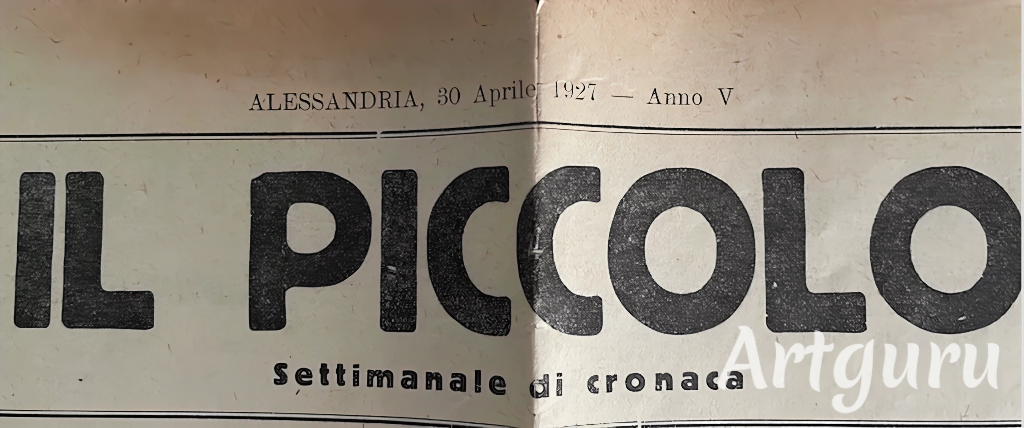 ALESSANDRIA, 30 Aprile 1927 — Anno V
IL PICCOLO
Settimanale di cronaca
Artguru